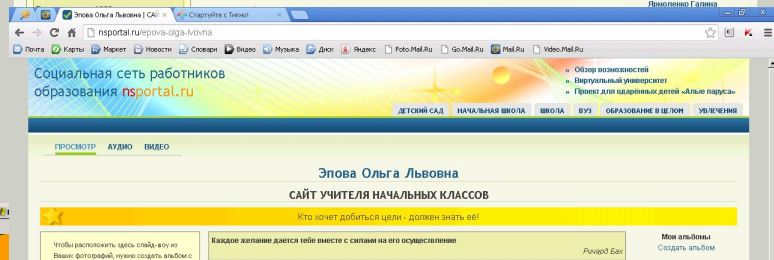 Ярмоленко Галина
Эпова Ольга Львовна | САЙ
Стартуйте с Тикно!
nsportal.ru/epova-olga-lvovna
Почта Карты Маркет Новости Словари Видео Музыка Диск Яндекс Foto.Mail.Ru Go.Mail.Ru Mail.Ru Video.Mail.Ru
Социальная сеть работников
образования nsportal.ru
» Обзор возможностей
» Виртуальный университет
» Проект для одарённых детей «Алые паруса»
ДЕТСКИЙ САД НАЧАЛЬНАЯ ШКОЛА ШКОЛА ВУЗ ОБРАЗОВАНИЕ В ЦЕЛОМ УВЛЕЧЕНИЯ
ПРОСМОТР АУДИО ВИДЕО
Эпова Ольга Львовна
САЙТ УЧИТЕЛЯ НАЧАЛЬНЫХ КЛАССОВ
Кто хочет добиться цели - должен знать её!
Чтобы расположить здесь слайд-шоу из
Ваших фотографий, нужно создать альбом с
Каждое желание дается тебе вместе с силами на его осуществление
Ричард Бах
Мои альбомы
Создать альбом